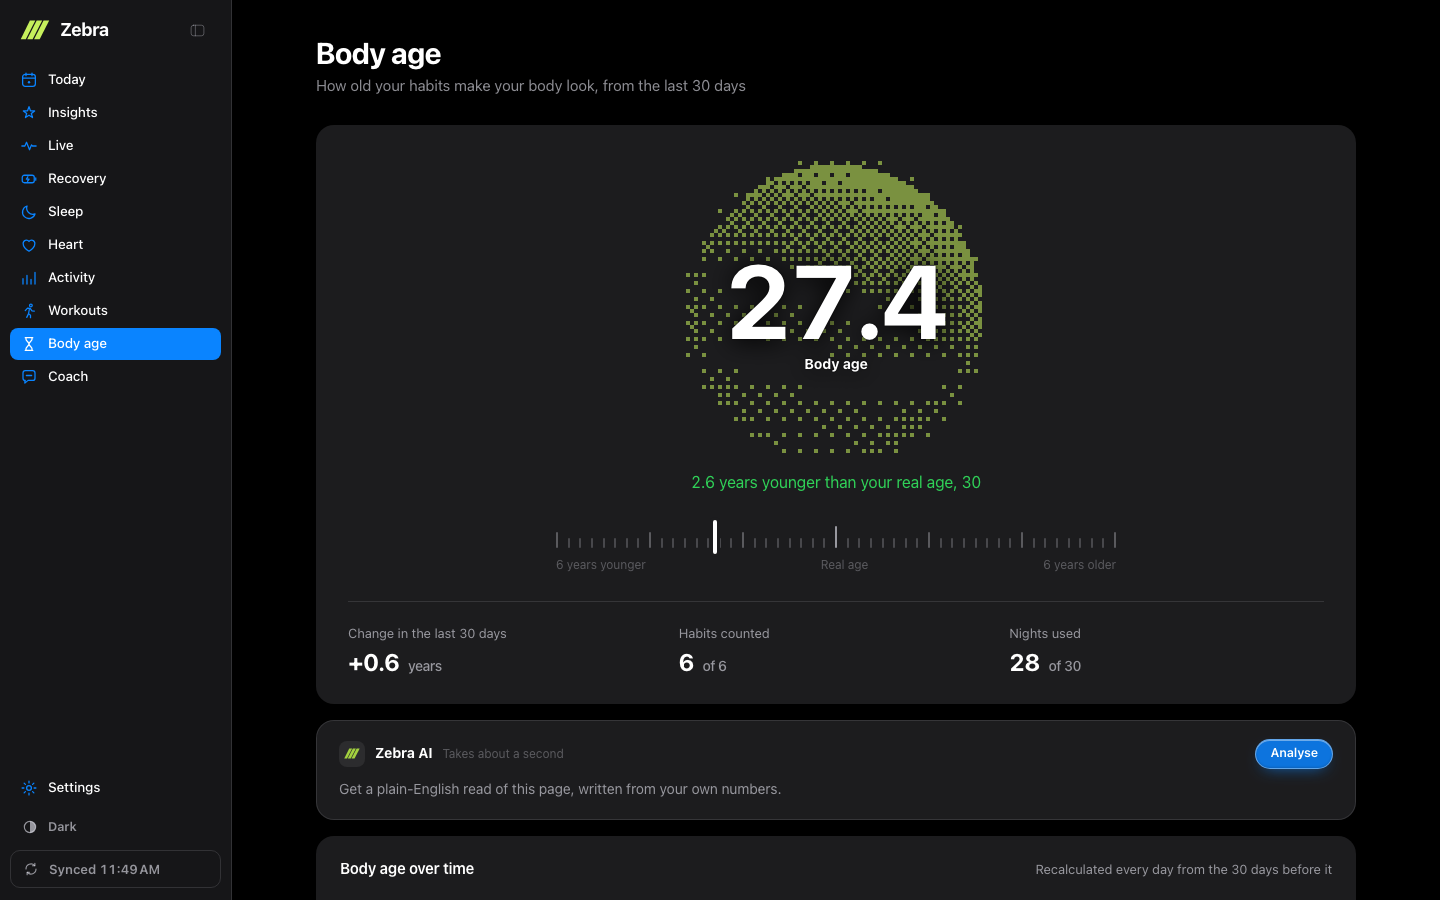 Zebra
Today
Insights
Live
Recovery
Sleep
Heart
Activity
Workouts
Body age
Coach
Settings
Dark
Synced 11:49 AM
Body age
How old your habits make your body look, from the last 30 days
27.4
Body age
2.6 years younger than your real age, 30
6 years younger
Real age
6 years older
Change in the last 30 days
+0.6 years
Habits counted
6 of 6
Nights used
28 of 30
Zebra AI Takes about a second
Analyse
Get a plain-English read of this page, written from your own numbers.
Body age over time
Recalculated every day from the 30 days before it